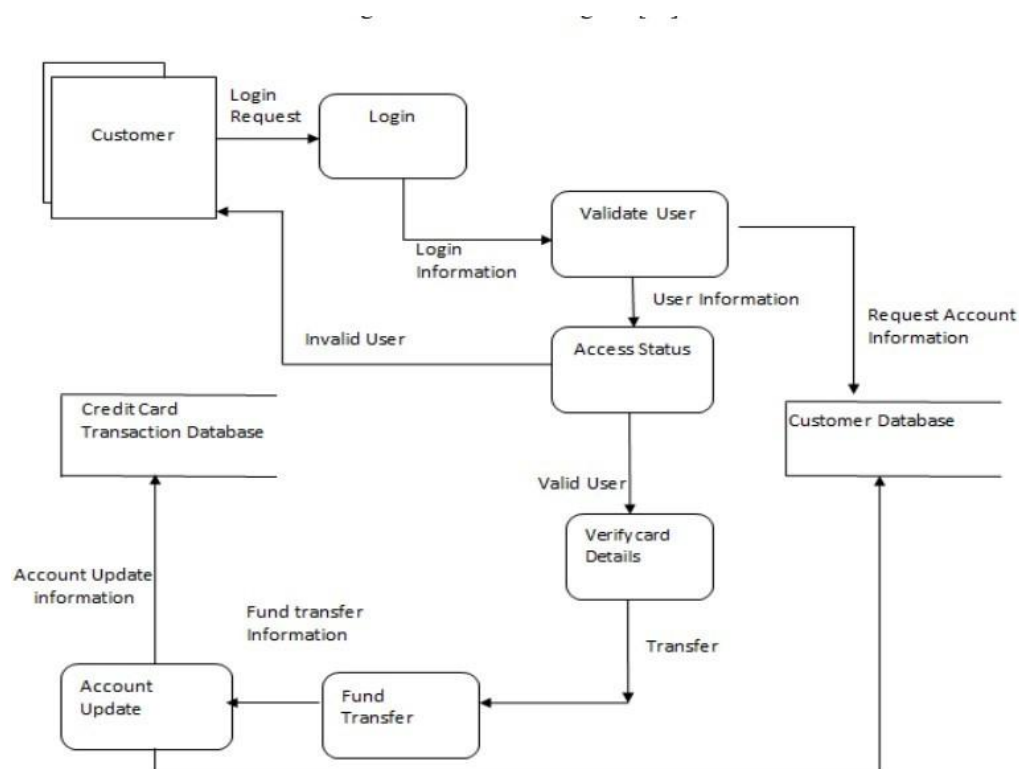 Login
Request
Customer
Login
Validate User
Login
Information
User Information
Request Account
Information
Invalid User
Access Status
Credit Card
Transaction Database
Customer Database
Valid User
Verify card
Details
Account Update
information
Fund transfer
Information
Transfer
Account
Update
Fund
Transfer